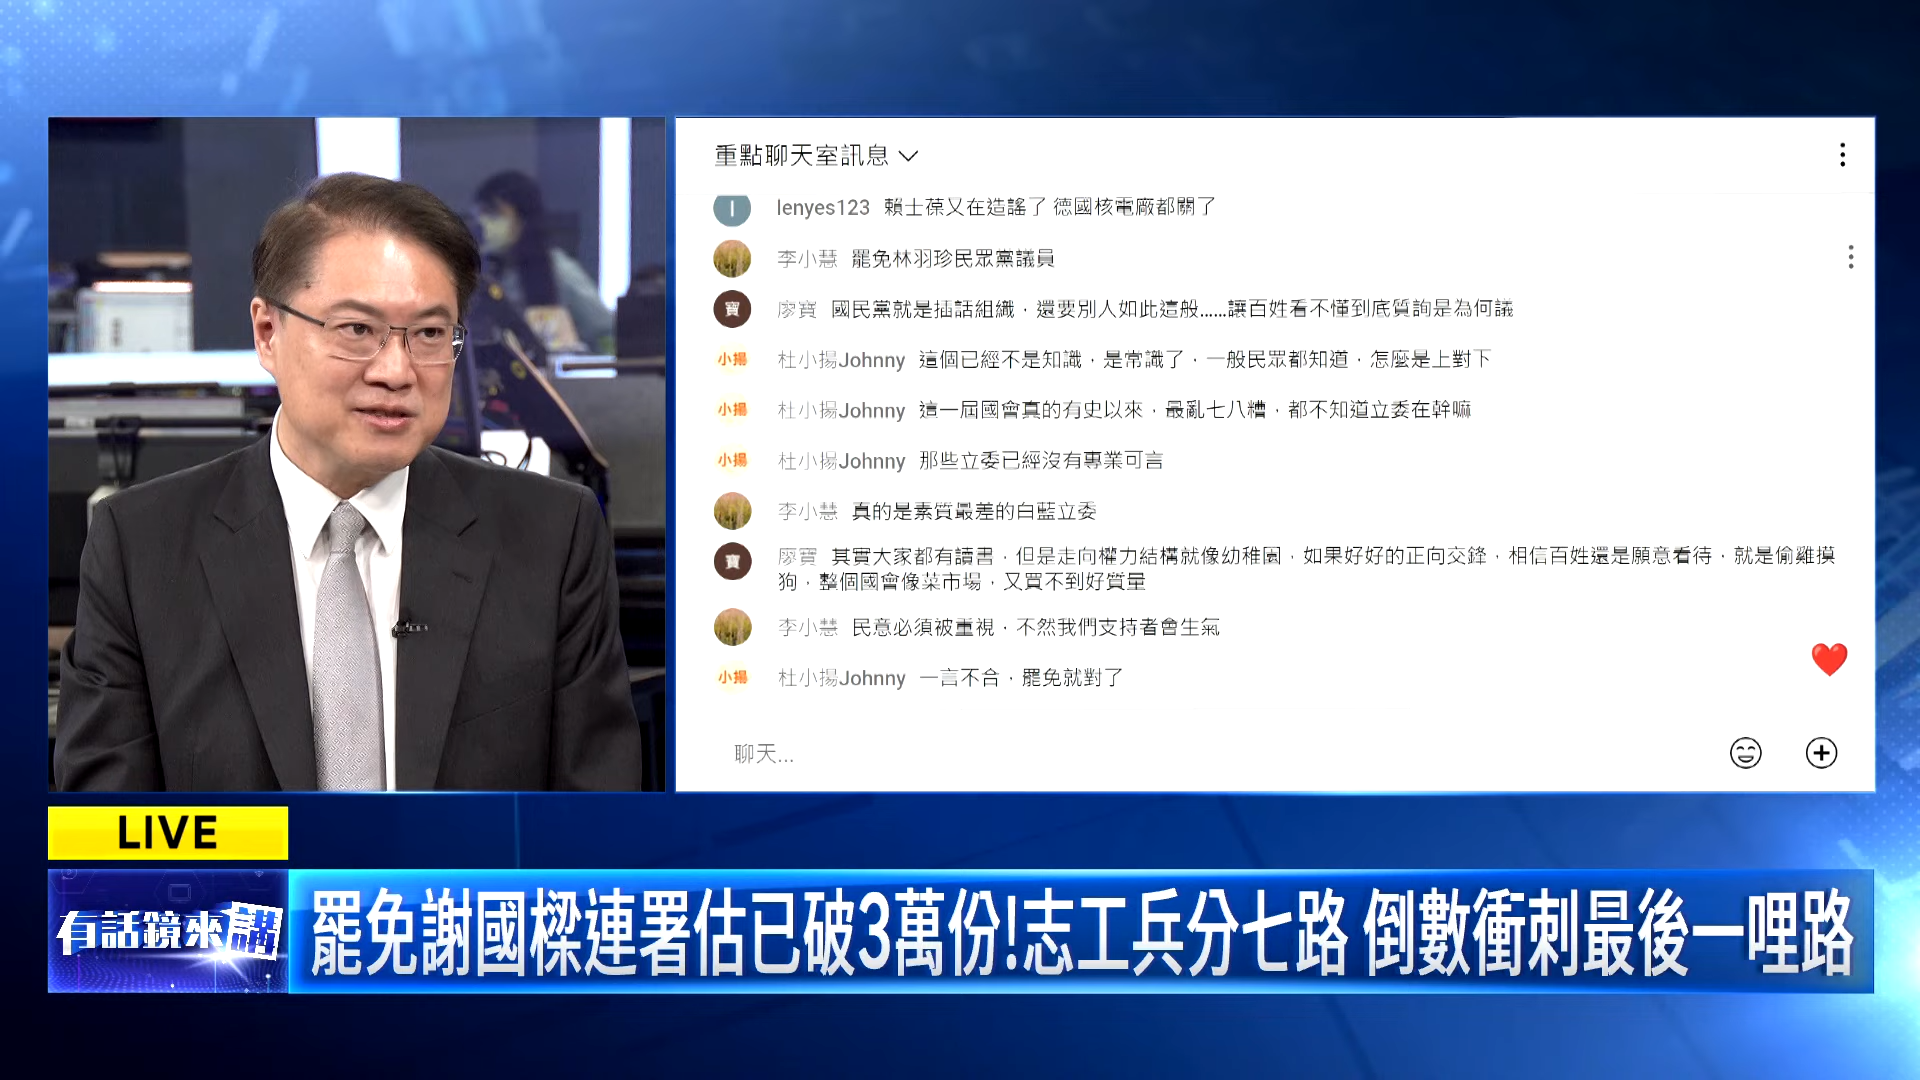 重點聊天室訊息
lenyes123 賴士葆又在造謠了 德國核電廠都關了
李小慧 罷免林羽珍民眾黨議員
寶 廖寶 國民黨就是插話組織，還要別人如此這般......讓百姓看不懂到底質詢是為何議
小揚 杜小揚Johnny 這個已經不是知識，是常識了，一般民眾都知道，怎麼是上對下
小揚 杜小揚Johnny 這一屆國會真的有史以來，最亂七八糟，都不知道立委在幹嘛
小揚 杜小揚Johnny 那些立委已經沒有專業可言
李小慧 真的是素質最差的白藍立委
寶 廖寶 其實大家都有讀書，但是走向權力結構就像幼稚園，如果好好的正向交鋒，相信百姓還是願意看待，就是偷雞摸
狗，整個國會像菜市場，又買不到好質量
李小慧 民意必須被重視，不然我們支持者會生氣
小揚 杜小揚Johnny 一言不合，罷免就對了
聊天...
LIVE
有話鏡來講
罷免謝國樑連署估已破3萬份!志工兵分七路 倒數衝刺最後一哩路